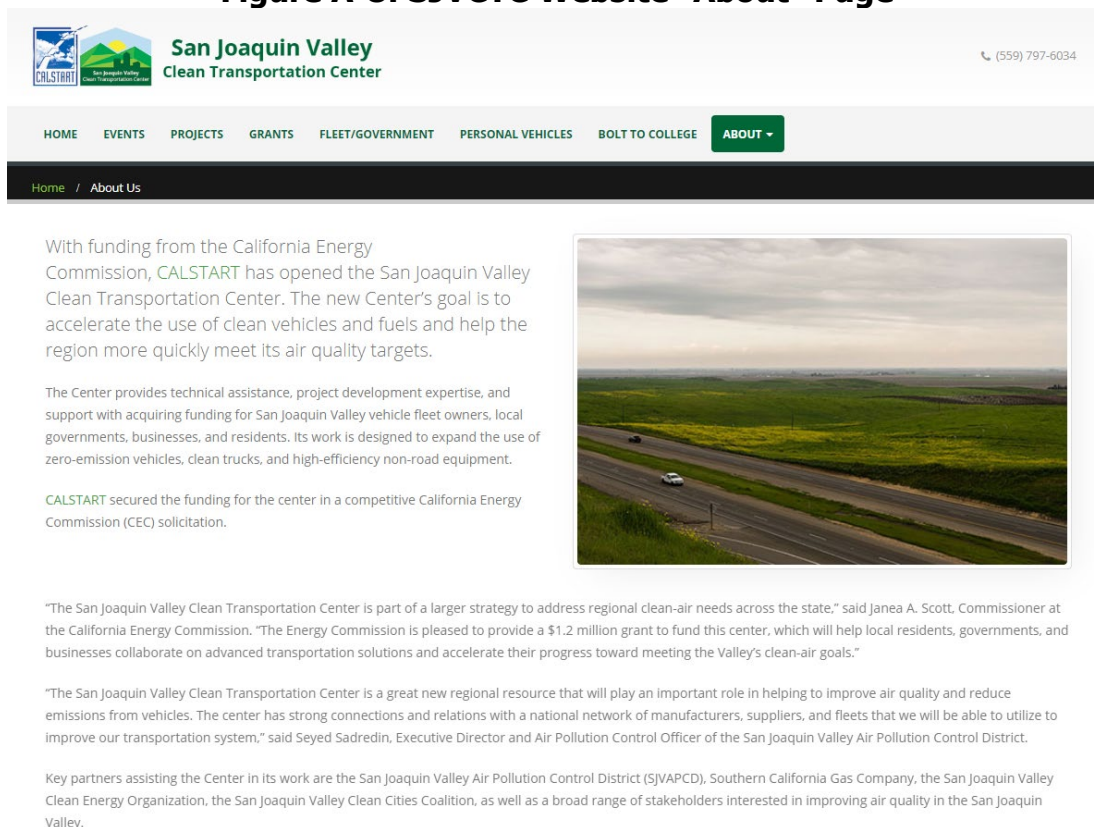 San Joaquin Valley
Clean Transportation Center
CALSTART
San Joaquin Valley
Clean Transportation Center
(559) 797-6034
HOME EVENTS PROJECTS GRANTS FLEET/GOVERNMENT PERSONAL VEHICLES BOLT TO COLLEGE ABOUT
Home / About Us
With funding from the California Energy
Commission, CALSTART has opened the San Joaquin Valley
Clean Transportation Center. The new Center's goal is to
accelerate the use of clean vehicles and fuels and help the
region more quickly meet its air quality targets.
The Center provides technical assistance, project development expertise, and
support with acquiring funding for San Joaquin Valley vehicle fleet owners, local
governments, businesses, and residents. Its work is designed to expand the use of
zero-emission vehicles, clean trucks, and high-efficiency non-road equipment.
CALSTART secured the funding for the center in a competitive California Energy
Commission (CEC) solicitation.
“The San Joaquin Valley Clean Transportation Center is part of a larger strategy to address regional clean-air needs across the state,” said Janea A. Scott, Commissioner at
the California Energy Commission. “The Energy Commission is pleased to provide a $1.2 million grant to fund this center, which will help local residents, governments, and
businesses collaborate on advanced transportation solutions and accelerate their progress toward meeting the Valley’s clean-air goals.”
“The San Joaquin Valley Clean Transportation Center is a great new regional resource that will play an important role in helping to improve air quality and reduce
emissions from vehicles. The center has strong connections and relations with a national network of manufacturers, suppliers, and fleets that we will be able to utilize to
improve our transportation system,” said Seyed Sadredin, Executive Director and Air Pollution Control Officer of the San Joaquin Valley Air Pollution Control District.
Key partners assisting the Center in its work are the San Joaquin Valley Air Pollution Control District (SJVAPCD), Southern California Gas Company, the San Joaquin Valley
Clean Energy Organization, the San Joaquin Valley Clean Cities Coalition, as well as a broad range of stakeholders interested in improving air quality in the San Joaquin
Valley.